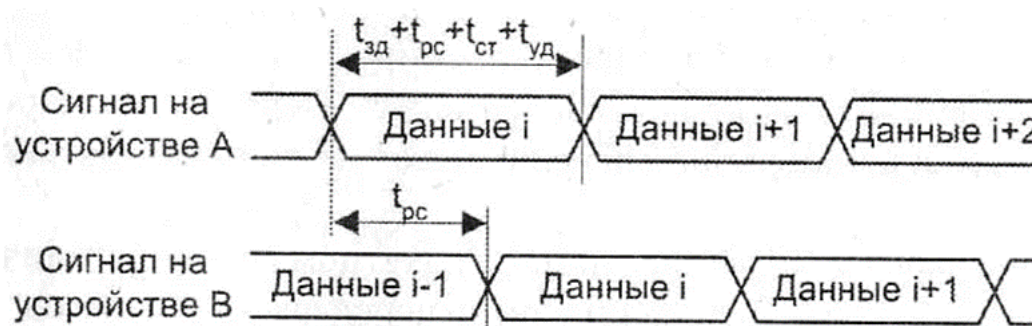 tзд+tрс+tст+tуд
Сигнал на
устройстве А
Данные i
Данные i+1
Данные i+2
tрс
Сигнал на
устройстве В
Данные i-1
Данные i
Данные i+1